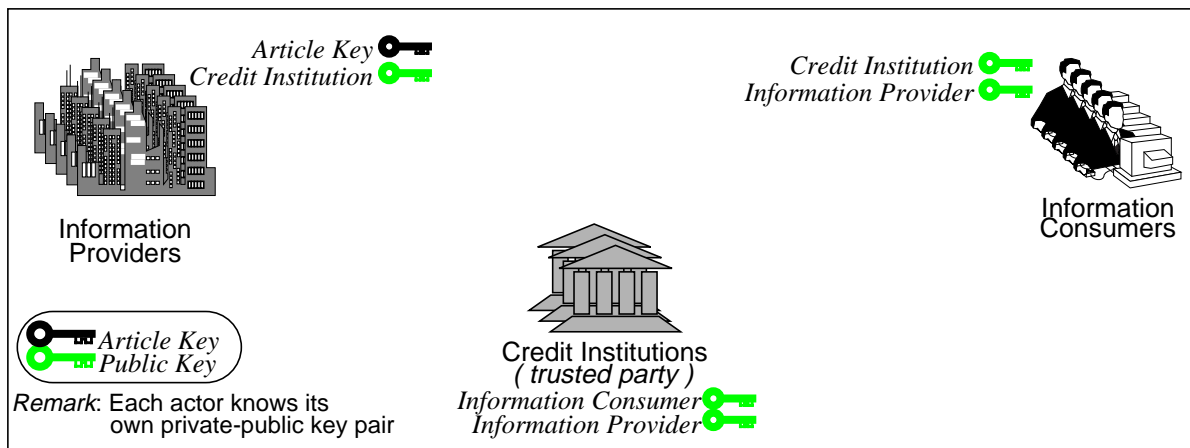 Article Key
Credit Institution
Credit Institution
Information Provider
Information
Providers
Information
Consumers
Credit Institutions
( trusted party )
Information Consumer
Information Provider
Article Key
Public Key
Remark: Each actor knows its
own private-public key pair